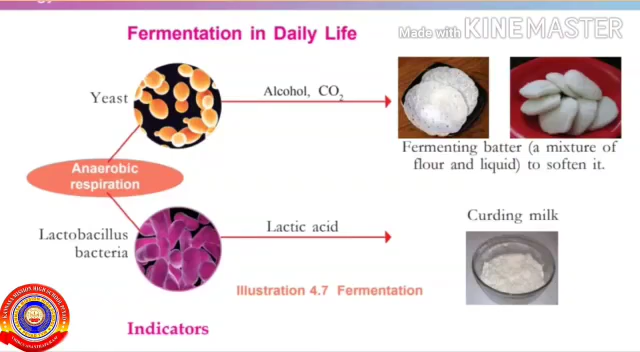 Fermentation in Daily Life
Made with KINEMASTER
Yeast
Alcohol, CO2
Fermenting batter (a mixture of
flour and liquid) to soften it.
Anaerobic
respiration
Curding milk
Lactobacillus
bacteria
Lactic acid
Illustration 4.7 Fermentation
Indicators